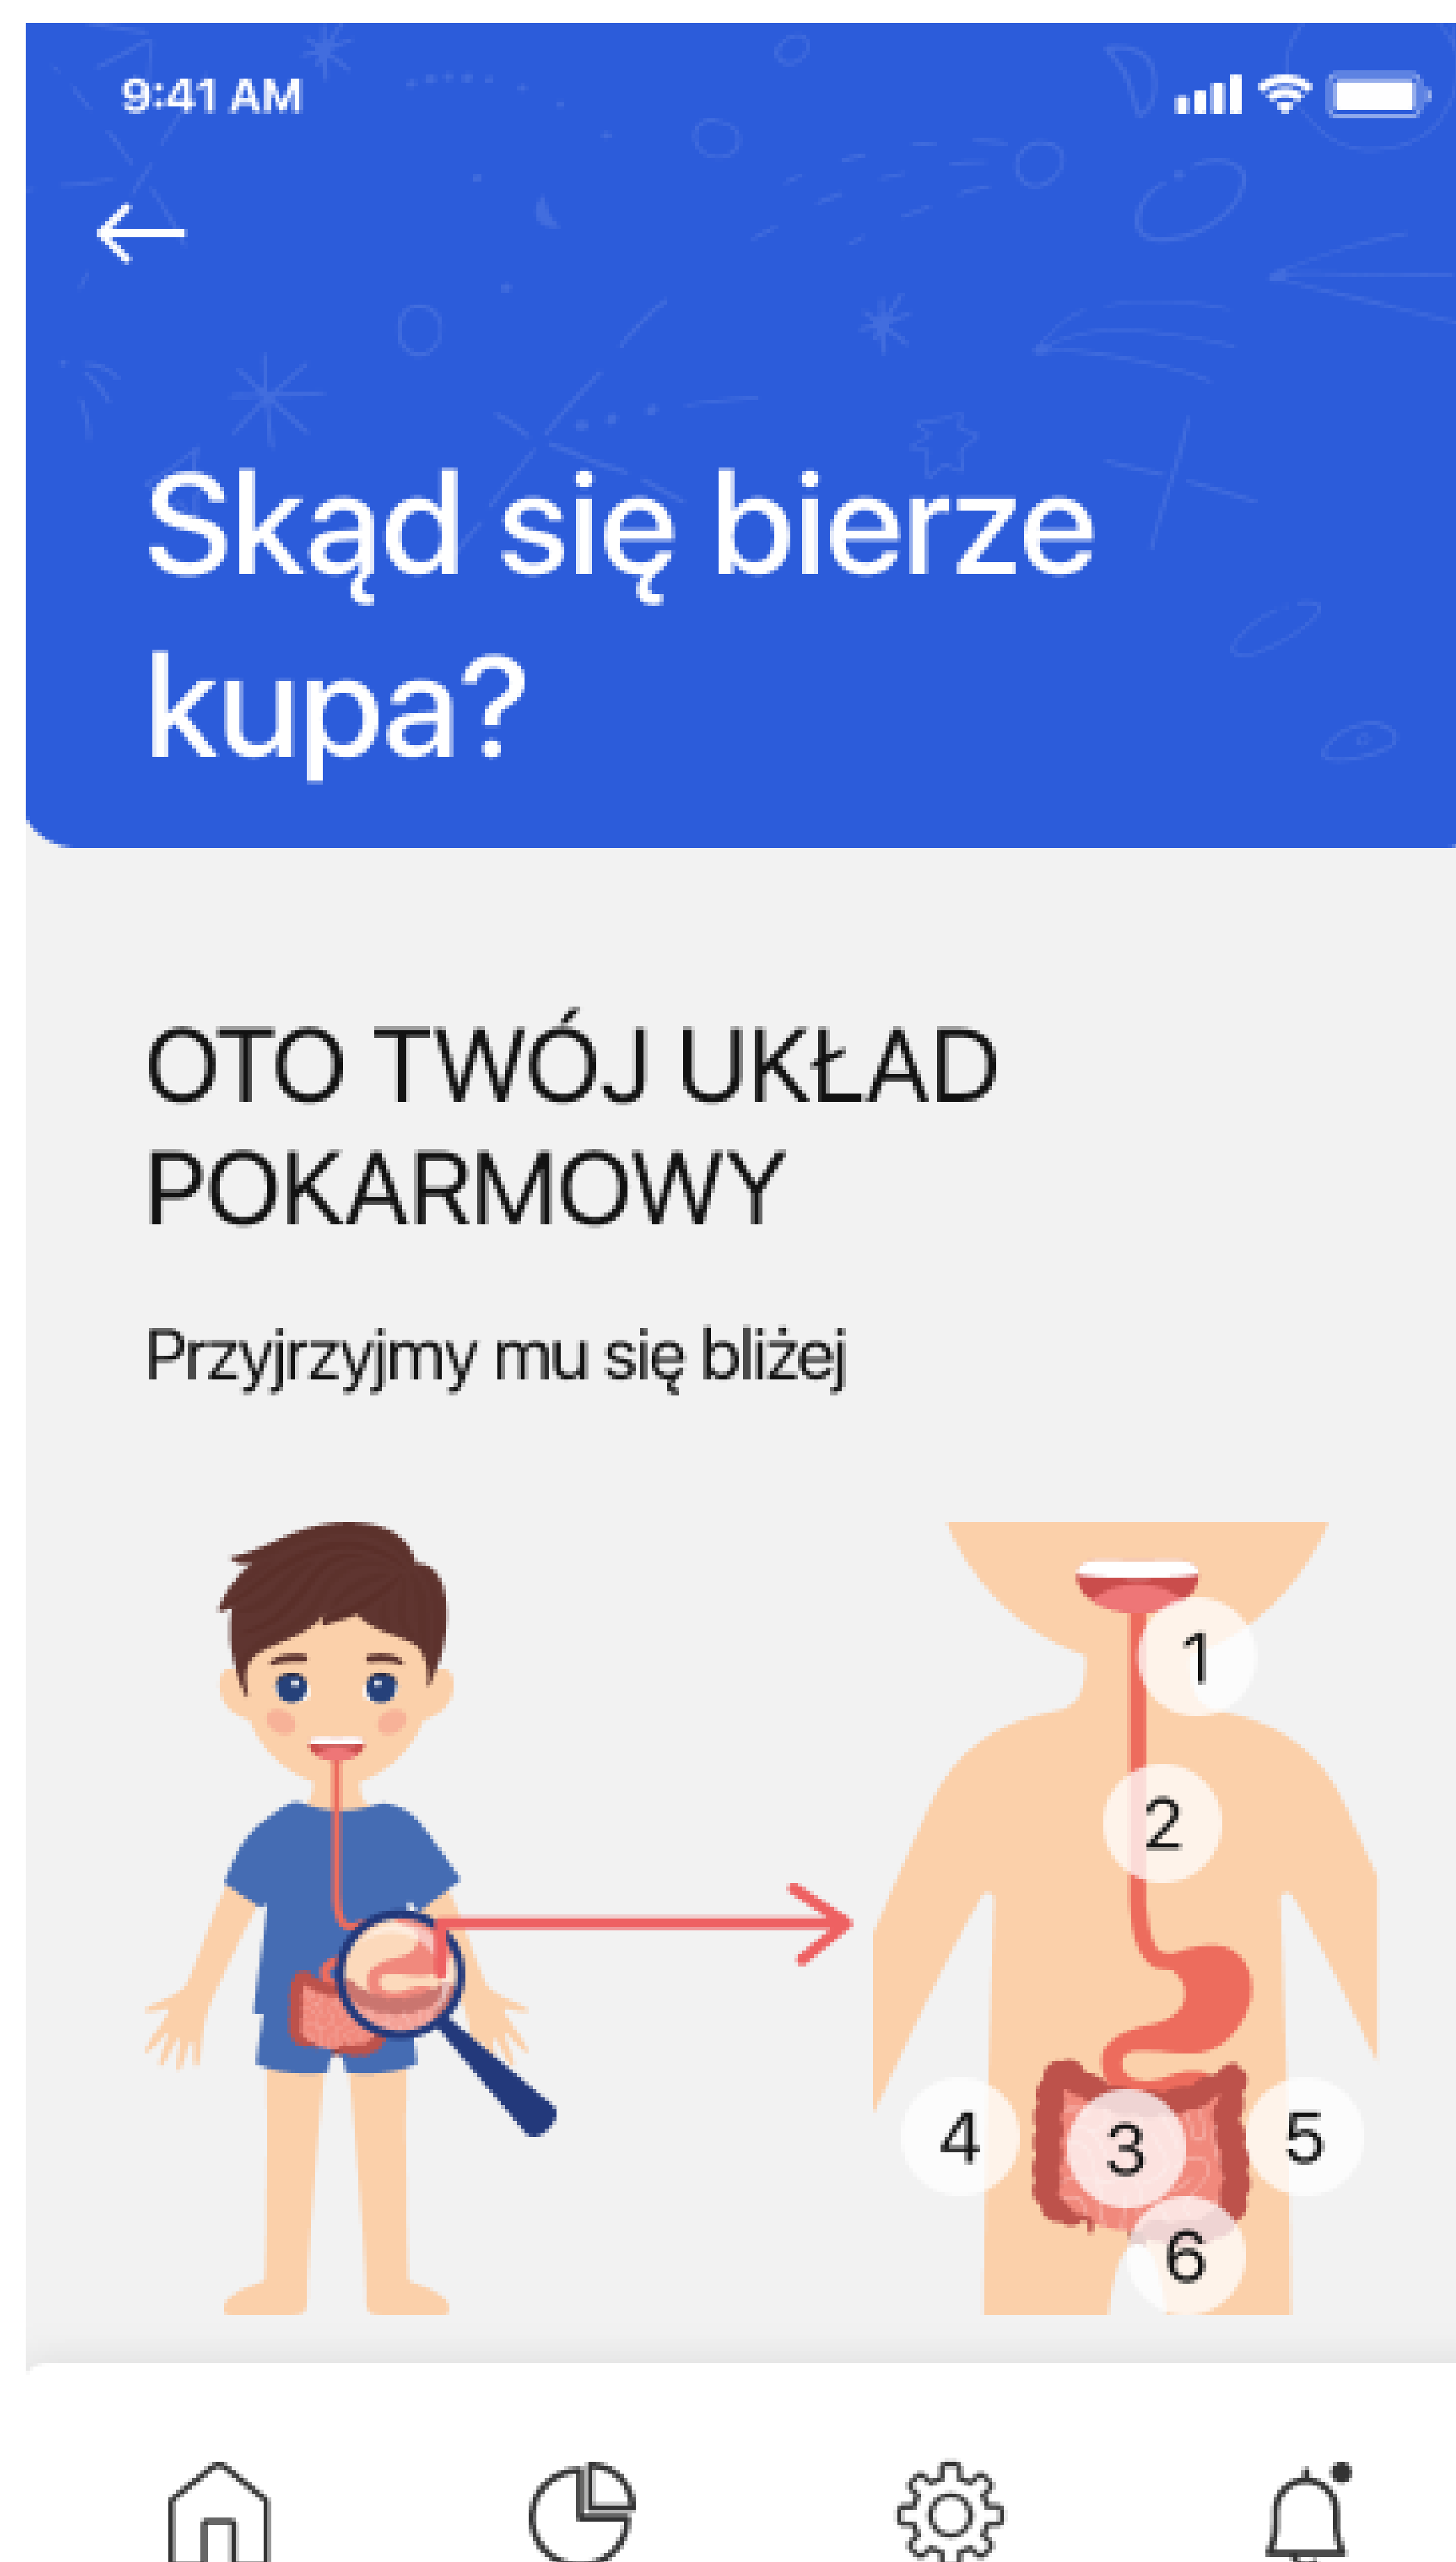 9:41 AM
Skąd się bierze
kupa?
OTO TWÓJ UKŁAD
POKARMOWY
Przyjrzyjmy mu się bliżej
1
2
4
3
5
6